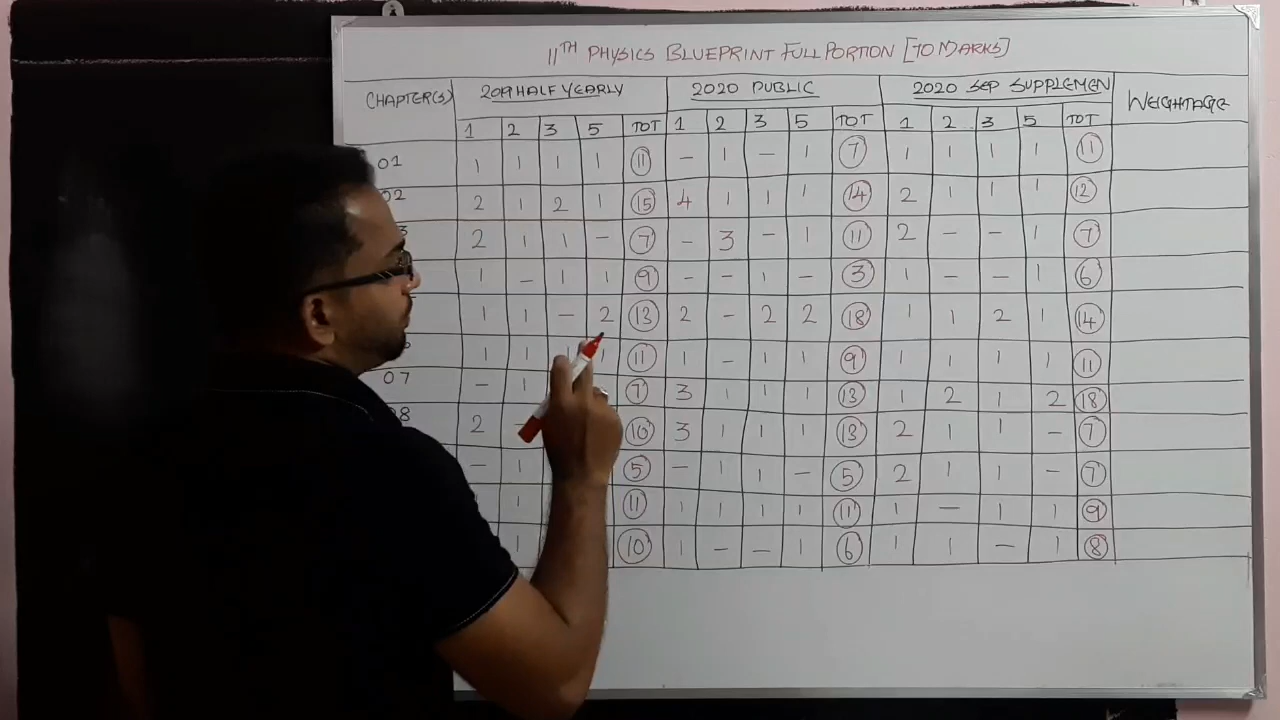 11TH PHYSICS BLUEPRINT FULL PORTION [70 MARKS]
CHAPTER(S) 2019 HALF YEARLY 2020 PUBLIC 2020 SEP SUPPLEMEN WEIGHTAGE
1 2 3 5 TOT 1 2 3 5 TOT 1 2 3 5 TOT
01 1 1 1 1 11 - 1 - 1 7 1 1 1 1 11
02 2 1 2 1 15 4 1 1 1 14 2 1 1 1 12
3 2 1 1 - 7 - 3 - 1 11 2 - - 1 7
1 - 1 1 9 - - 1 - 3 1 - - 1 6
1 1 - 2 13 2 - 2 2 18 1 1 2 1 14
1 1 1 1 11 1 - 1 1 9 1 1 1 1 11
07 - 1 7 3 1 1 1 13 1 2 1 2 18
08 2 - 10 3 1 1 1 13 2 1 1 - 7
- 1 5 - 1 1 - 5 2 1 1 - 7
1 1 11 1 1 1 1 11 1 - 1 1 9
1 10 1 - - 1 6 1 1 - 1 8